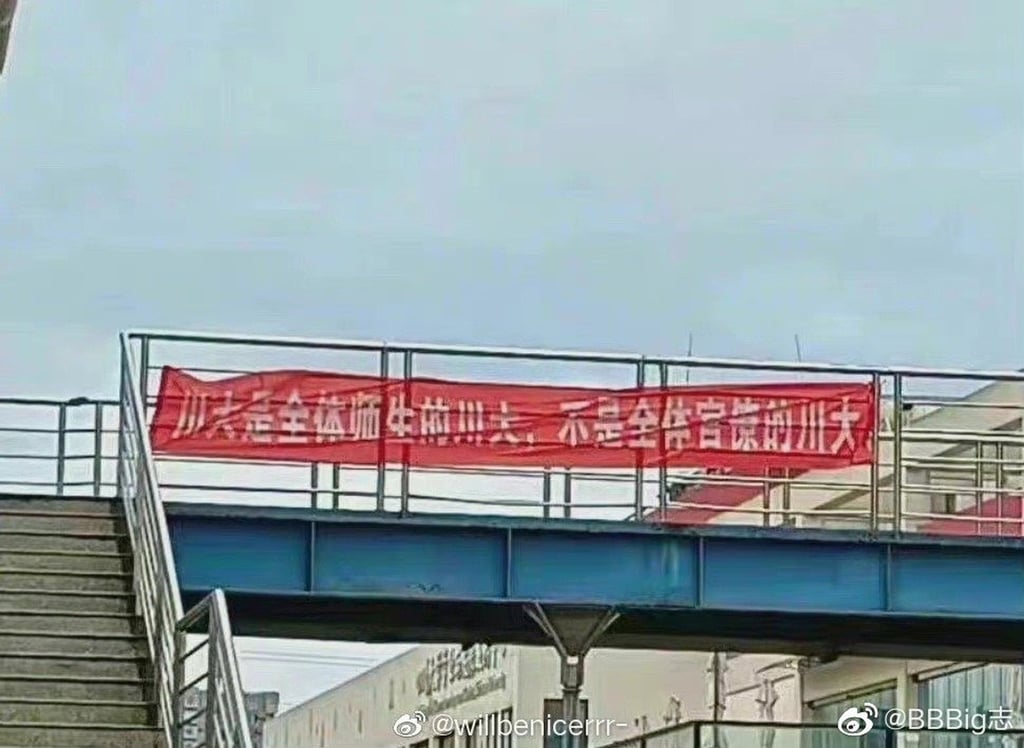 川大是全体师生的川大，不是全体官馍的川大。
@willbenicerrr-
@BBBig志